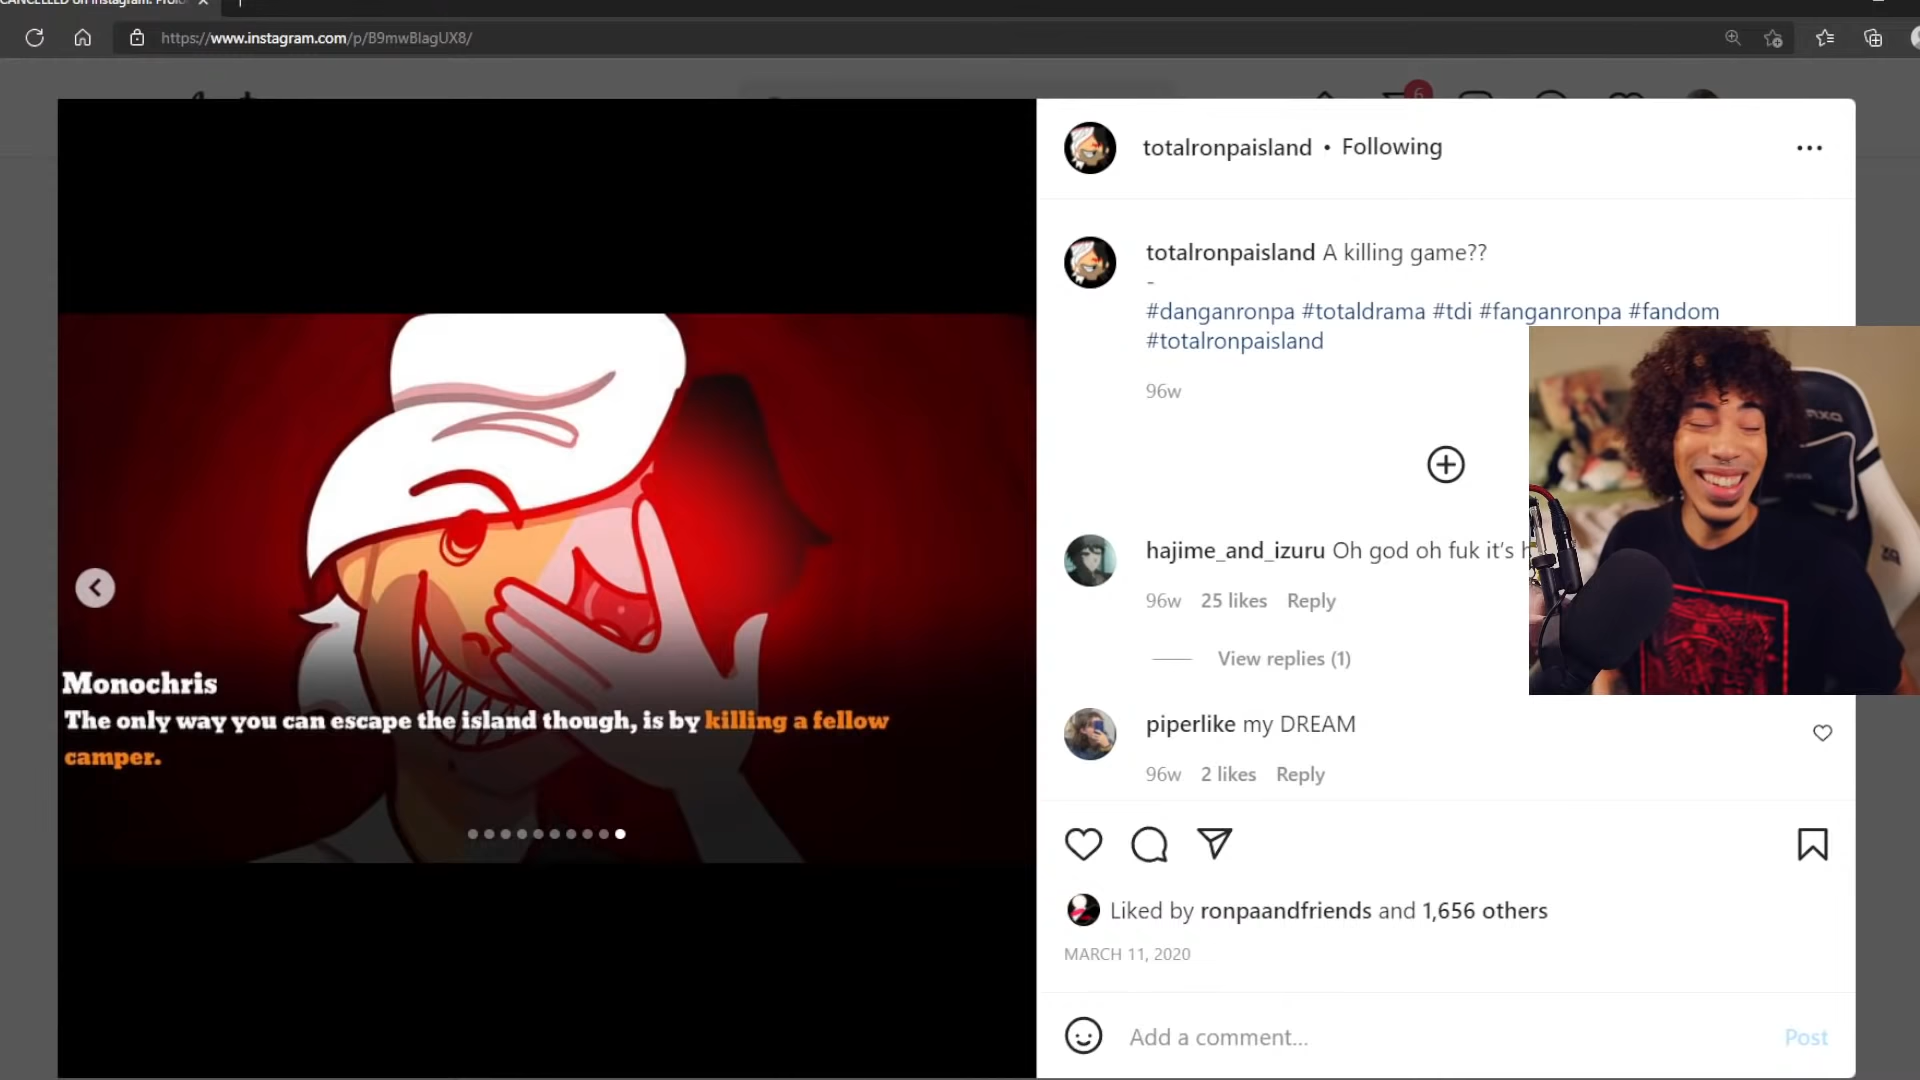 https://www.instagram.com/p/B9mwBlagUX8/
6
totalronpaisland • Following
totalronpaisland A killing game??
-
#danganronpa #totaldrama #tdi #fanganronpa #fandom
#totalronpaisland
96w
hajime_and_izuru Oh god oh fuk it's
96w 25 likes Reply
View replies (1)
piperlike my DREAM
96w 2 likes Reply
Liked by ronpaandfriends and 1,656 others
MARCH 11, 2020
Add a comment... Post
Monochris
The only way you can escape the island though, is by killing a fellow
camper.